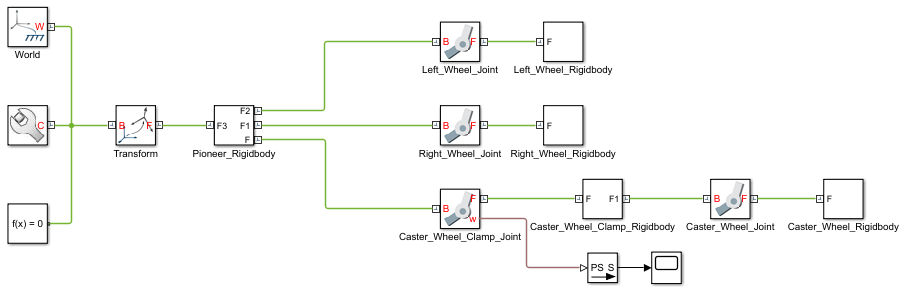 W
World
B F
Left_Wheel_Joint
F
Left_Wheel_Rigidbody
C
B F
Transform
F3 F2
F1
F
Pioneer_Rigidbody
B F
Right_Wheel_Joint
F
Right_Wheel_Rigidbody
f(x) = 0
B F
w
Caster_Wheel_Clamp_Joint
F F1
Caster_Wheel_Clamp_Rigidbody
B F
Caster_Wheel_Joint
F
Caster_Wheel_Rigidbody
PS S